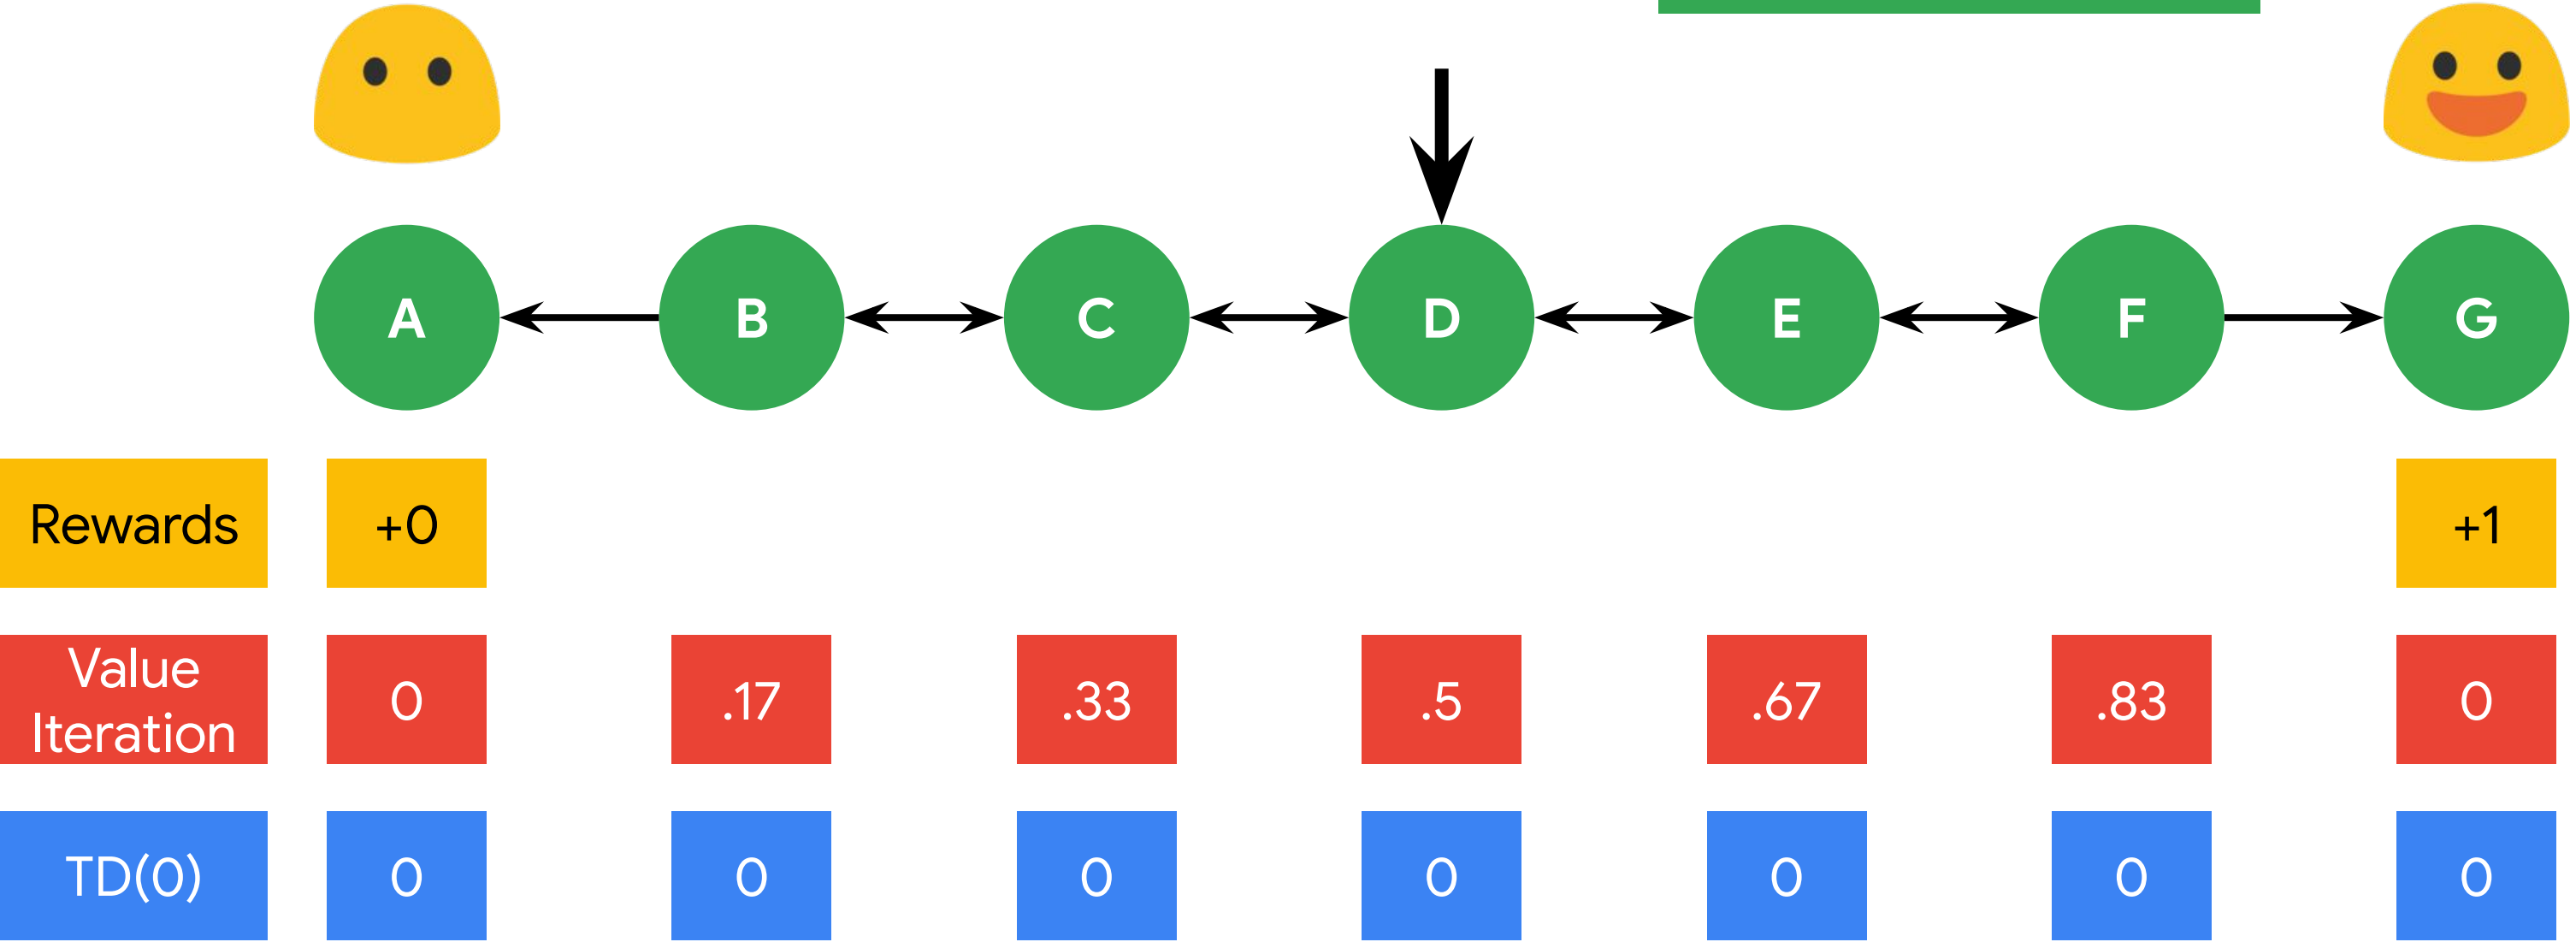 A B C D E F G
Rewards +0 +1
Value
Iteration 0 .17 .33 .5 .67 .83 0
TD(0) 0 0 0 0 0 0 0